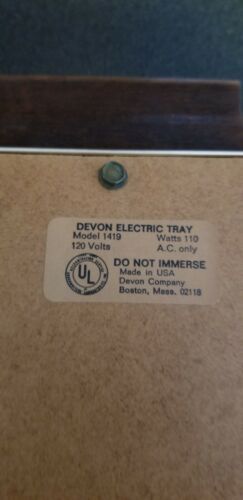 DEVON ELECTRIC TRAY
Model 1419 Watts 110
120 Volts A.C. only
UL
DO NOT IMMERSE
Made in USA
Devon Company
Boston, Mass. 02118